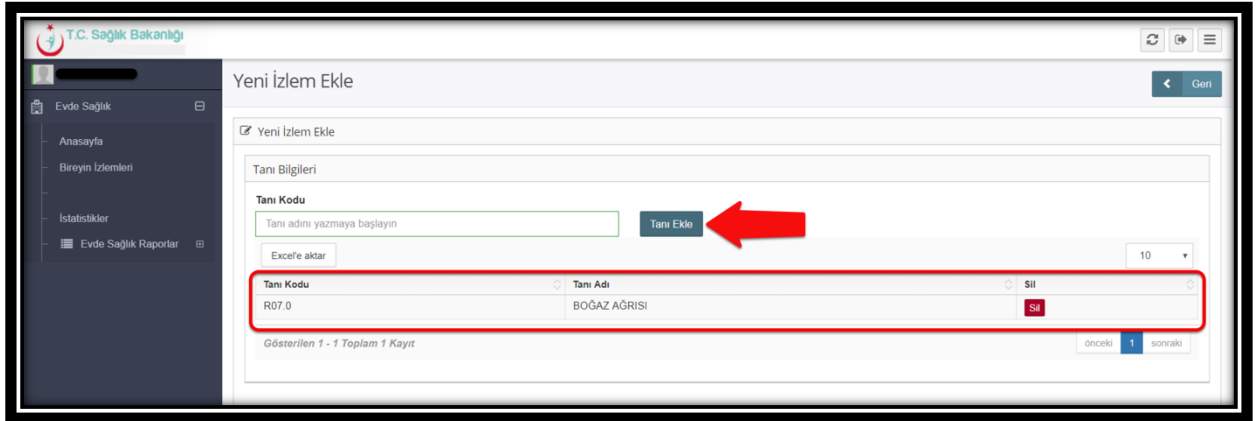 T.C. Sağlık Bakanlığı
Yeni İzlem Ekle
Geri
Evde Sağlık
Anasayfa
Bireyin İzlemleri
İstatistikler
Evde Sağlık Raporlar
Yeni İzlem Ekle
Tanı Bilgileri
Tanı Kodu
Tanı adını yazmaya başlayın
Tanı Ekle
Excel'e aktar
10
Tanı Kodu Tanı Adı Sil
R07.0 BOĞAZ AĞRISI Sil
Gösterilen 1 - 1 Toplam 1 Kayıt
önceki 1 sonraki